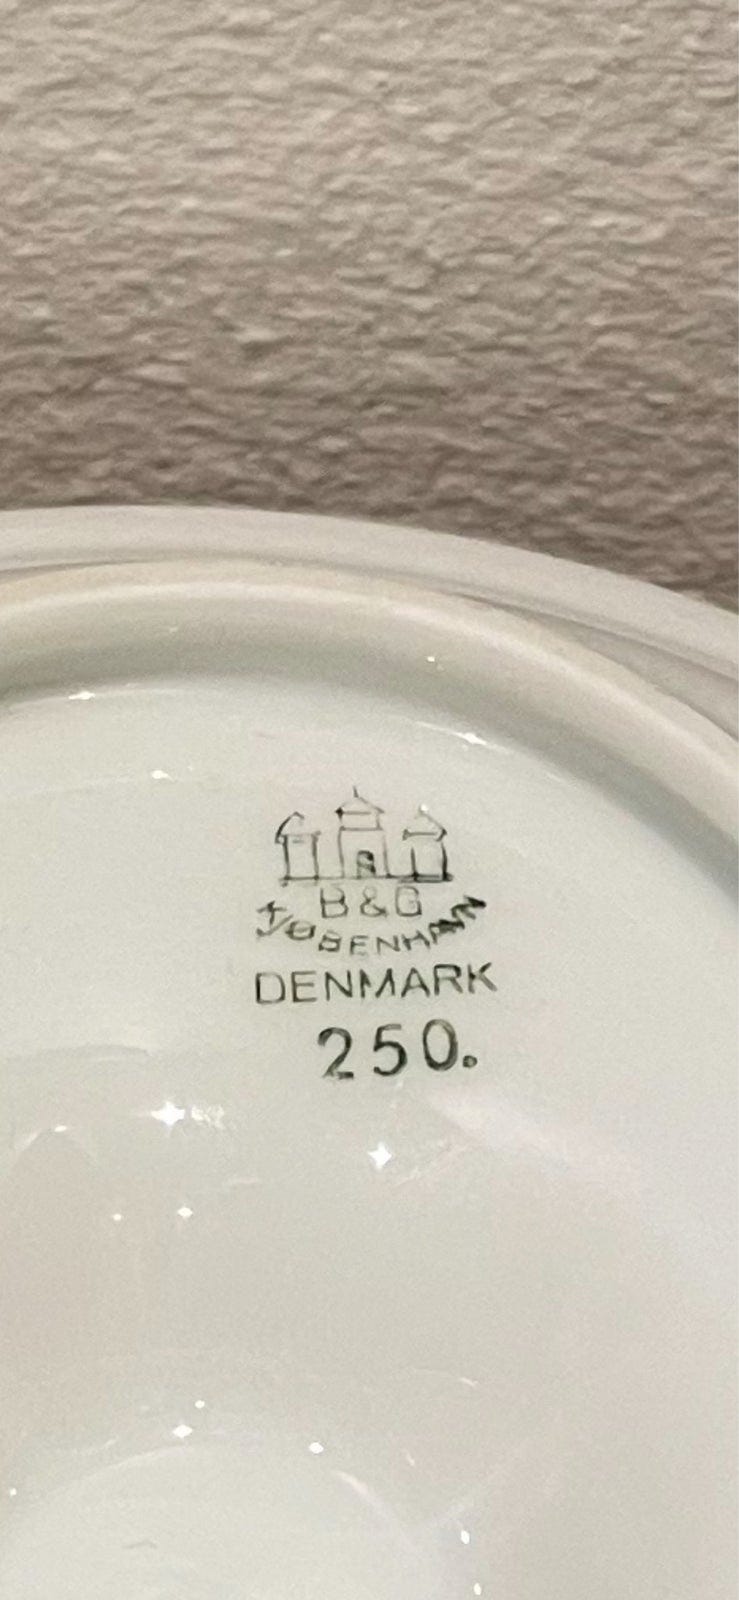 B&G
KJØBENHAVN
DENMARK
250.